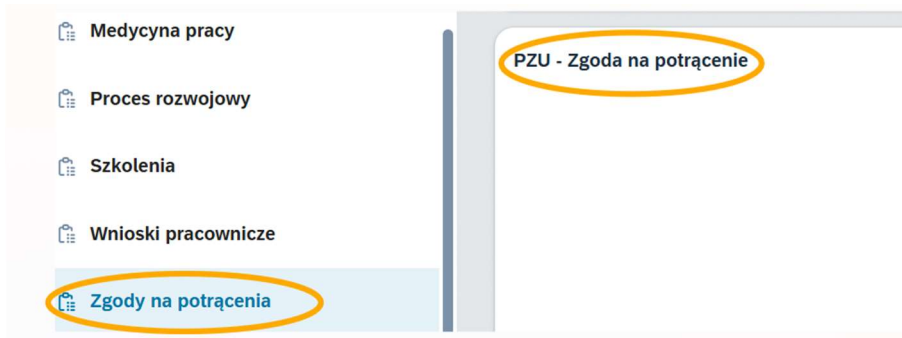 Medycyna pracy
PZU - Zgoda na potrącenie
Proces rozwojowy
Szkolenia
Wnioski pracownicze
Zgody na potrącenia